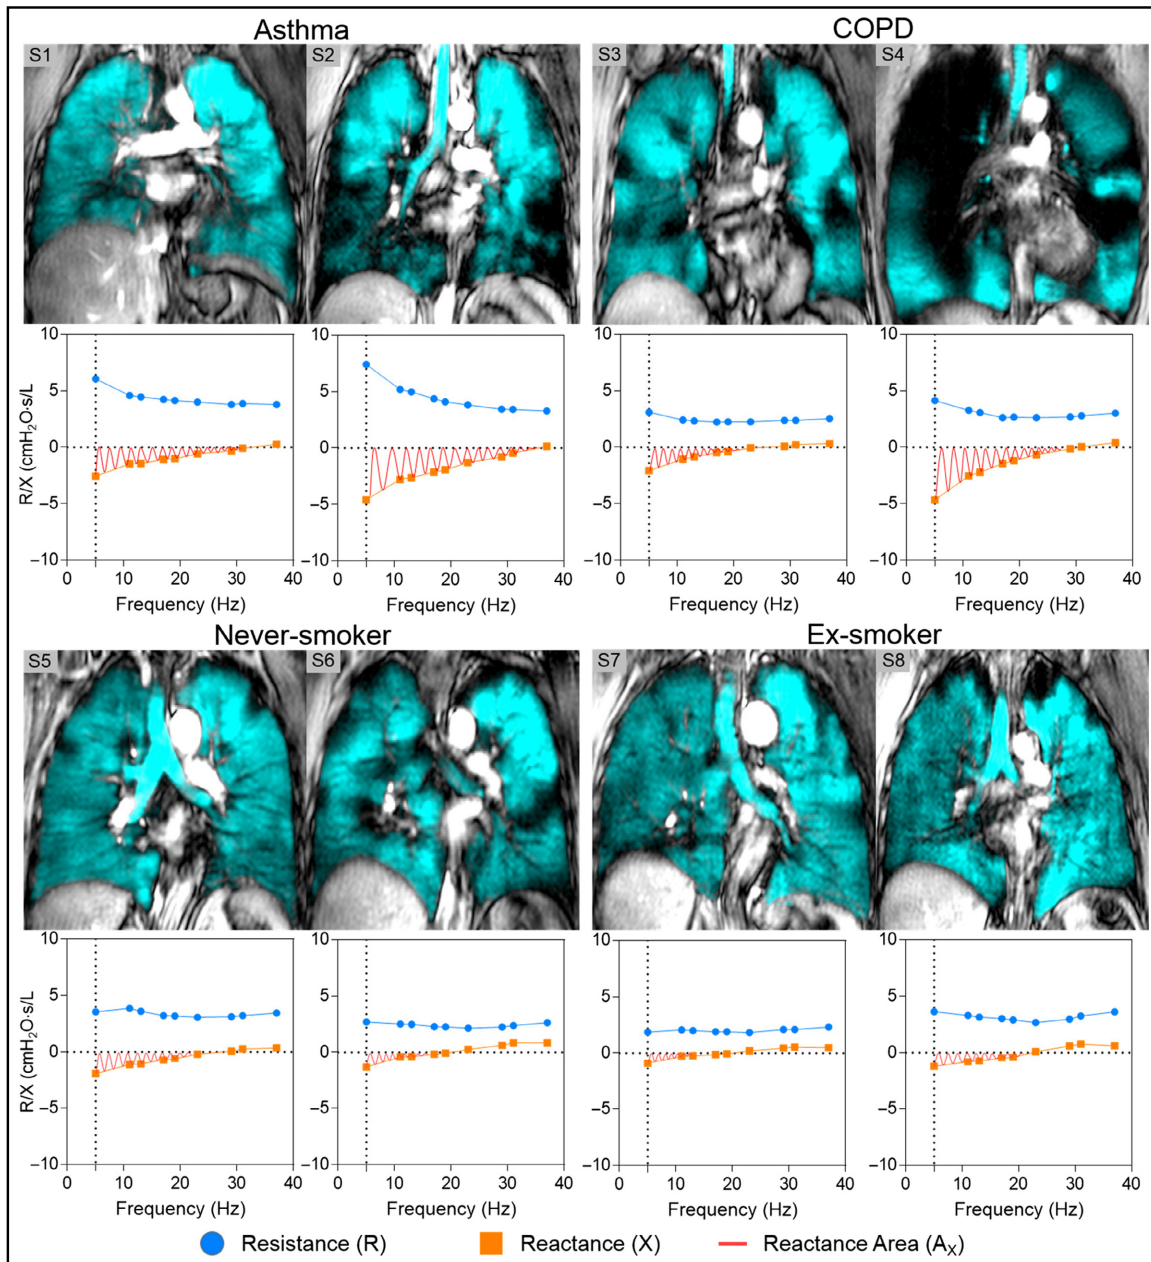 Asthma COPD
S1 S2 S3 S4
10 10 10 10
5 5 5 5
0 0 0 0
−5 −5 −5 −5
−10 −10 −10 −10
R/X (cmH₂O·s/L)
0 10 20 30 40 0 10 20 30 40 0 10 20 30 40 0 10 20 30 40
Frequency (Hz) Frequency (Hz) Frequency (Hz) Frequency (Hz)
Never-smoker Ex-smoker
S5 S6 S7 S8
10 10 10 10
5 5 5 5
0 0 0 0
−5 −5 −5 −5
−10 −10 −10 −10
R/X (cmH₂O·s/L)
0 10 20 30 40 0 10 20 30 40 0 10 20 30 40 0 10 20 30 40
Frequency (Hz) Frequency (Hz) Frequency (Hz) Frequency (Hz)
Resistance (R) Reactance (X) Reactance Area (Aₓ)